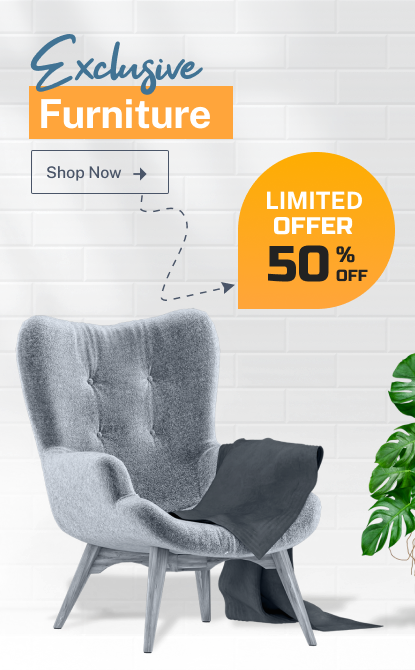 Exclusive
Furniture
Shop Now
LIMITED
OFFER
50 %
OFF